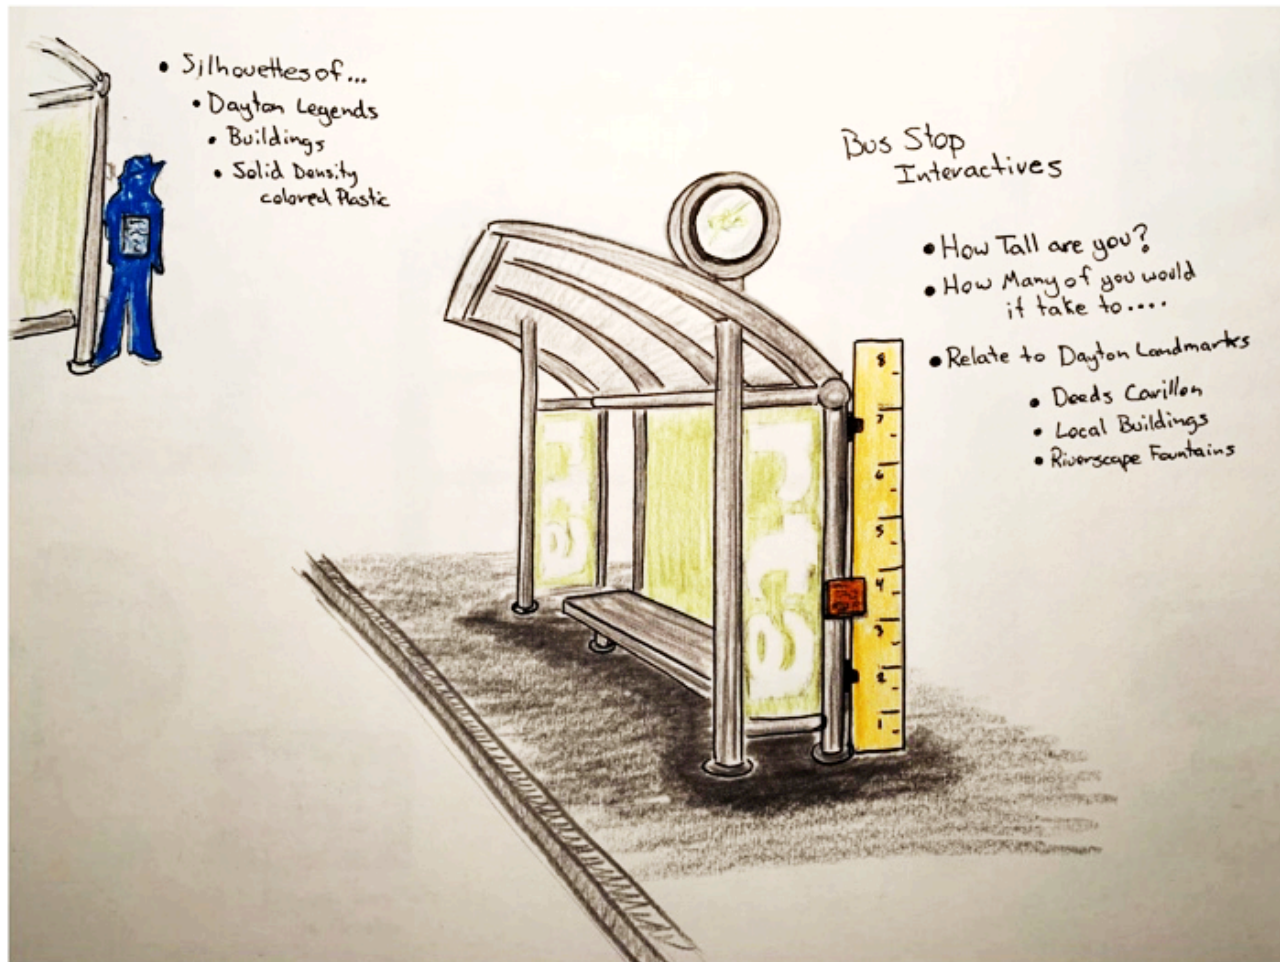 • Silhouettes of...
• Dayton Legends
• Buildings
• Solid Density
colored Plastic
Bus Stop
Interactives
• How Tall are you?
• How Many of you would
it take to....
• Relate to Dayton Landmarks
• Deeds Carillon
• Local Buildings
• Riverscape Fountains
rta
rta
8
7
6
5
4
3
2
1